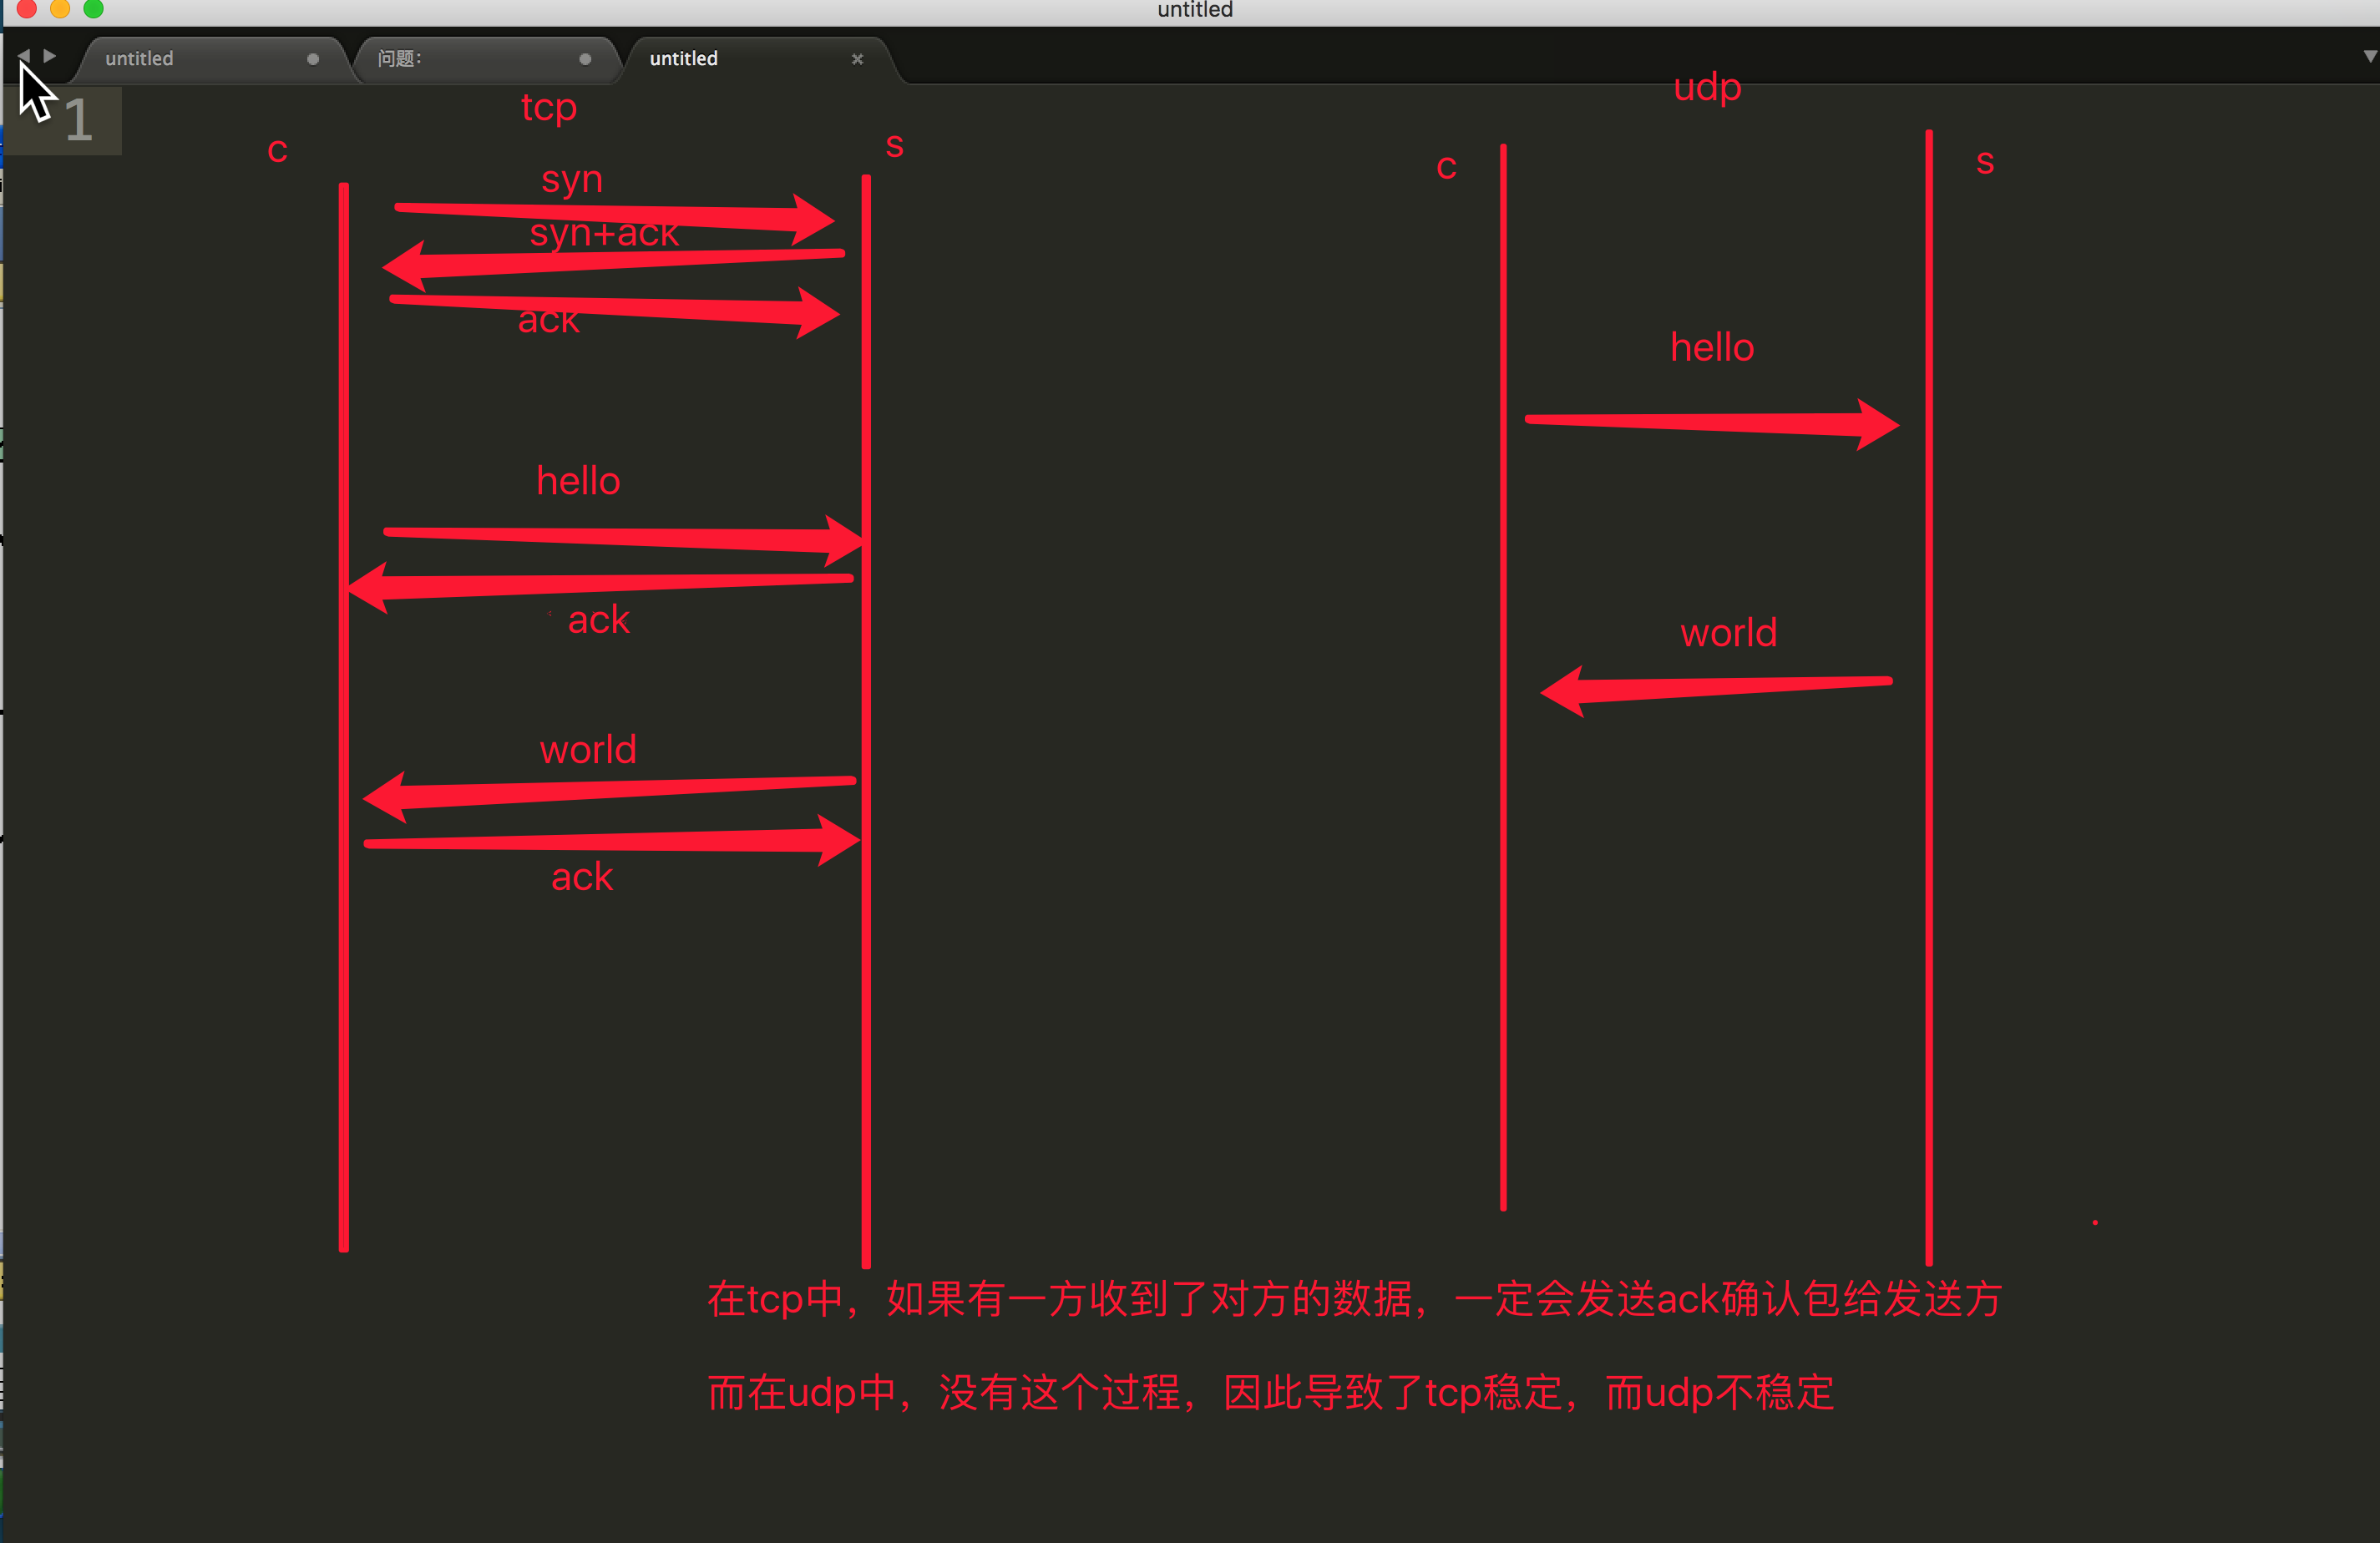 untitled
untitled
问题:
untitled
1
tcp
c
s
syn
syn+ack
ack
hello
ack
world
ack
udp
c
s
hello
world
在tcp中，如果有一方收到了对方的数据，一定会发送ack确认包给发送方
而在udp中，没有这个过程，因此导致了tcp稳定，而udp不稳定